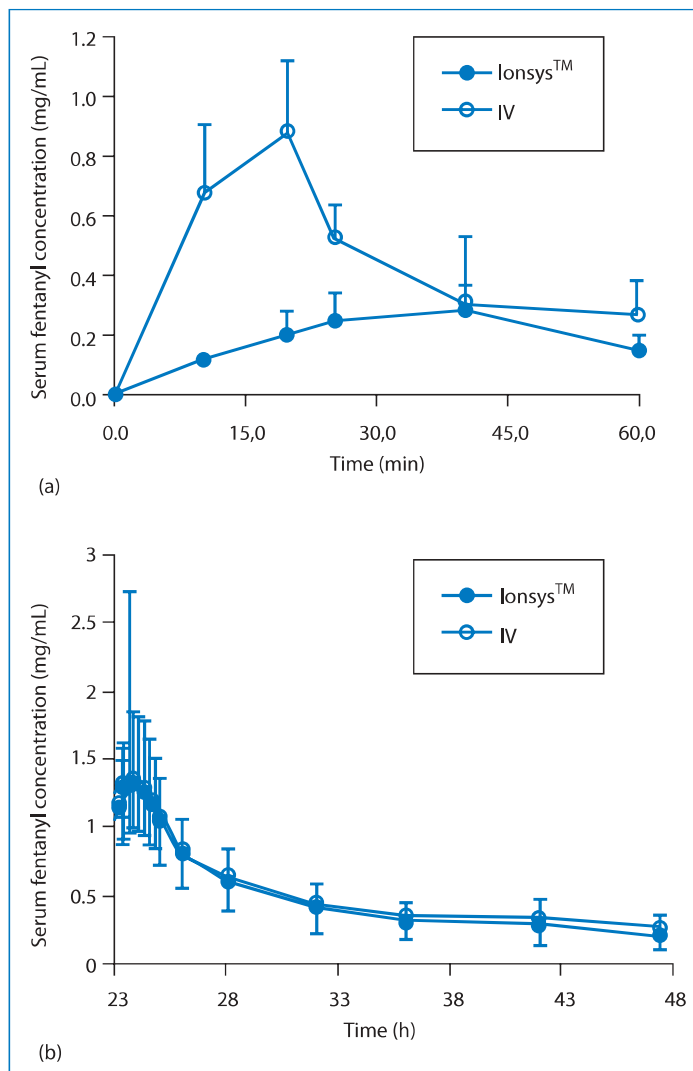 1.2
1.0
0.8
0.6
0.4
0.2
0.0
Serum fentanyl concentration (mg/mL)
Ionsys™
IV
0.0 15,0 30,0 45,0 60,0
Time (min)
(a)
3
2.5
2
1.5
1
0.5
0
Serum fentanyl concentration (mg/mL)
Ionsys™
IV
23 28 33 38 43 48
Time (h)
(b)